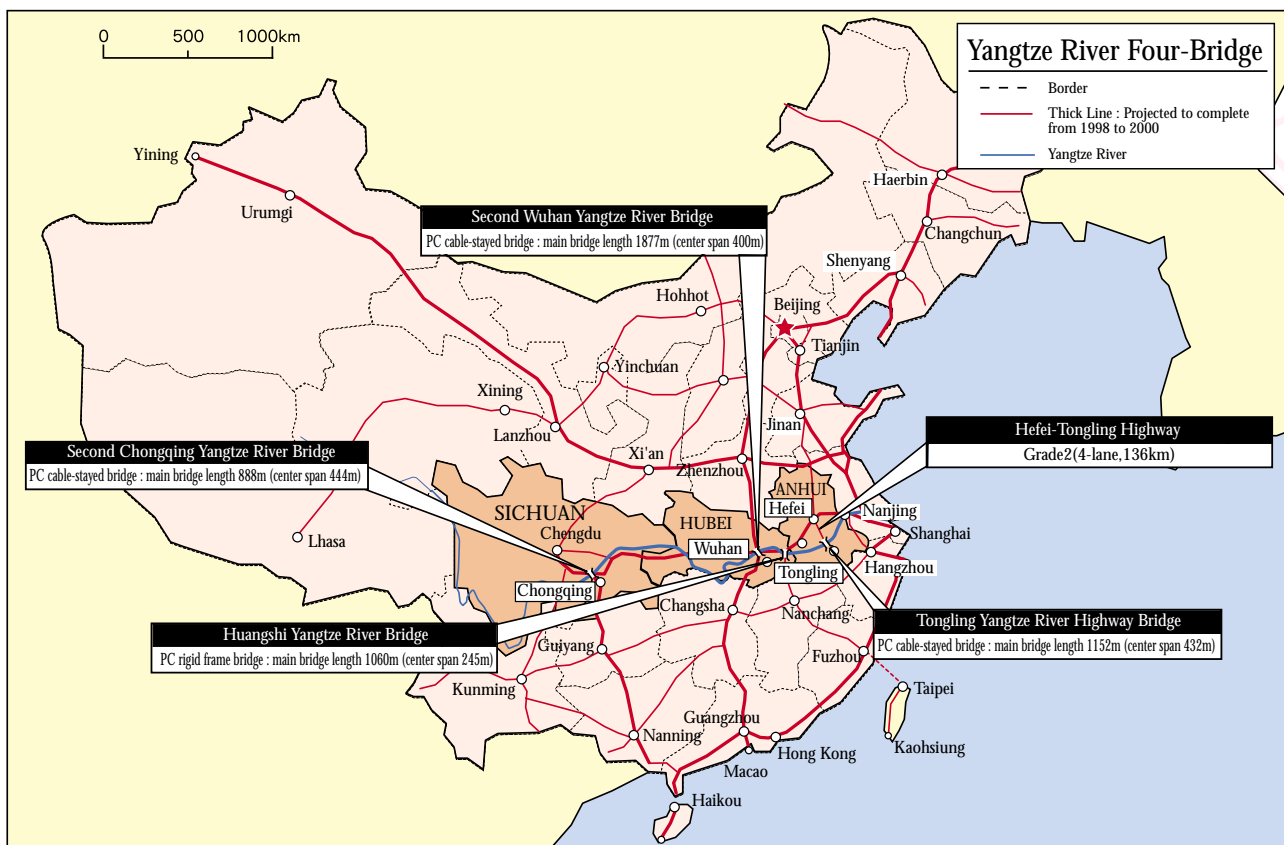 0 500 1000km
Yangtze River Four-Bridge
Border
Thick Line : Projected to complete
from 1998 to 2000
Yangtze River
Yining
Urumgi
Haerbin
Changchun
Shenyang
Second Wuhan Yangtze River Bridge
PC cable-stayed bridge : main bridge length 1877m (center span 400m)
Hohhot
Beijing
Tianjin
Yinchuan
Xining
Lanzhou
Jinan
Hefei-Tongling Highway
Grade2(4-lane,136km)
Second Chongqing Yangtze River Bridge
PC cable-stayed bridge : main bridge length 888m (center span 444m)
Xi'an
Zhenzhou
ANHUI
Hefei
SICHUAN
HUBEI
Nanjing
Shanghai
Chengdu
Lhasa
Wuhan
Hangzhou
Tongling
Chongqing
Changsha
Nanchang
Huangshi Yangtze River Bridge
PC rigid frame bridge : main bridge length 1060m (center span 245m)
Tongling Yangtze River Highway Bridge
PC cable-stayed bridge : main bridge length 1152m (center span 432m)
Guiyang
Fuzhou
Kunming
Taipei
Guangzhou
Nanning
Hong Kong
Kaohsiung
Macao
Haikou